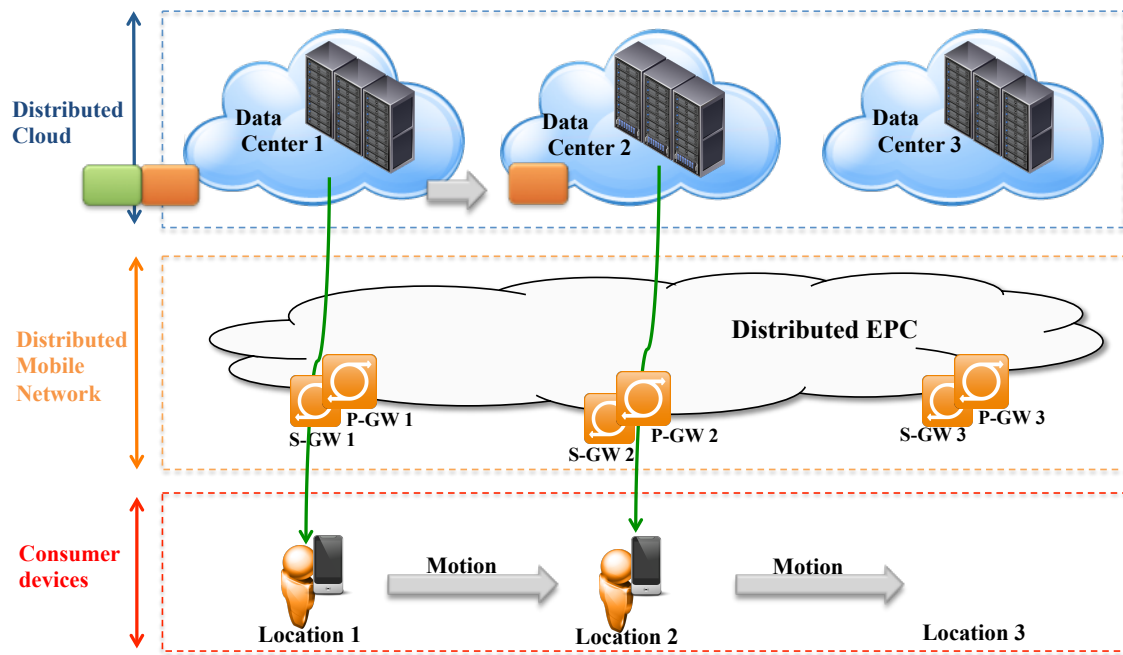 Distributed
Cloud
Data
Center 1
Data
Center 2
Data
Center 3
Distributed
Mobile
Network
Distributed EPC
S-GW 1
P-GW 1
S-GW 2
P-GW 2
S-GW 3
P-GW 3
Consumer
devices
Motion
Motion
Location 1
Location 2
Location 3